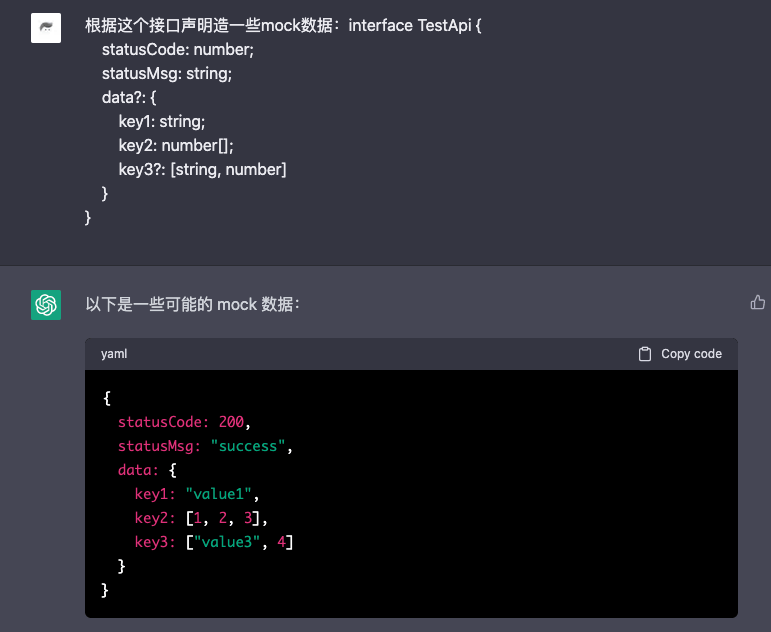 根据这个接口声明造一些mock数据：interface TestApi {
statusCode: number;
statusMsg: string;
data?: {
key1: string;
key2: number[];
key3?: [string, number]
}
}
以下是一些可能的 mock 数据：
yaml Copy code
{
statusCode: 200,
statusMsg: "success",
data: {
key1: "value1",
key2: [1, 2, 3],
key3: ["value3", 4]
}
}